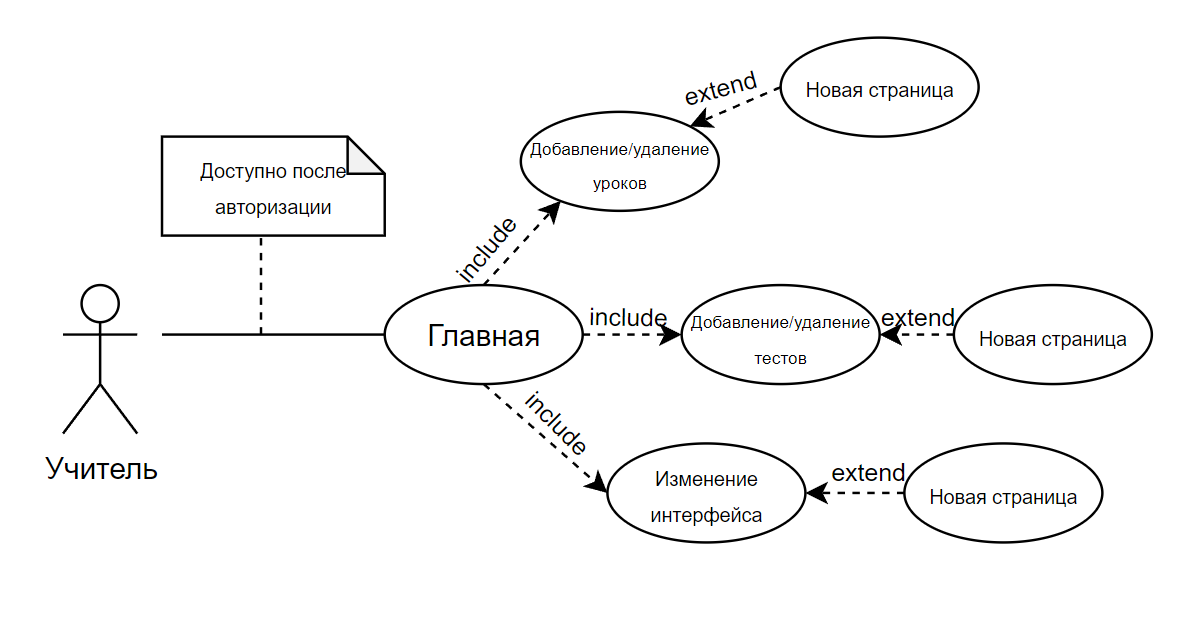 extend
Новая страница
Добавление/удаление
уроков
Доступно после
авторизации
include
Главная
include
Добавление/удаление
тестов
extend
Новая страница
include
Учитель
Изменение
интерфейса
extend
Новая страница